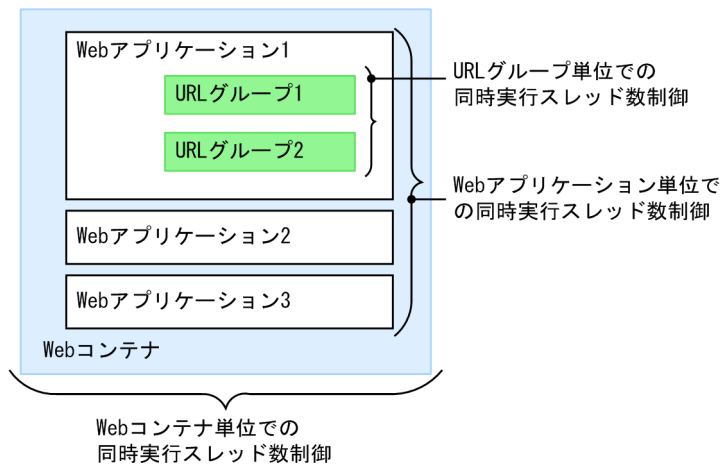 Webアプリケーション1
URLグループ1
URLグループ2
Webアプリケーション2
Webアプリケーション3
Webコンテナ
URLグループ単位での
同時実行スレッド数制御
Webアプリケーション単位で
の同時実行スレッド数制御
Webコンテナ単位での
同時実行スレッド数制御